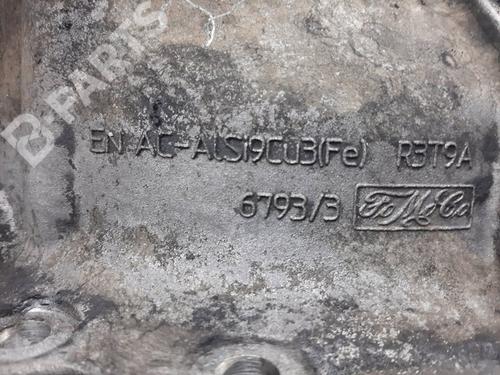 B-PARTS
EN AC-AlSi9Cu3(Fe) R3T9A
6793/3 FoMoCo